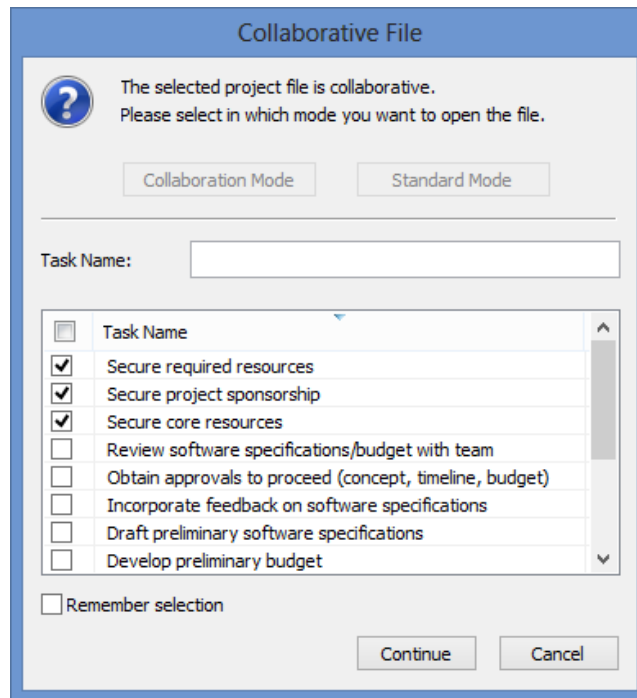 Collaborative File
The selected project file is collaborative.
Please select in which mode you want to open the file.
Collaboration Mode
Standard Mode
Task Name:
Task Name
Secure required resources
Secure project sponsorship
Secure core resources
Review software specifications/budget with team
Obtain approvals to proceed (concept, timeline, budget)
Incorporate feedback on software specifications
Draft preliminary software specifications
Develop preliminary budget
Remember selection
Continue
Cancel